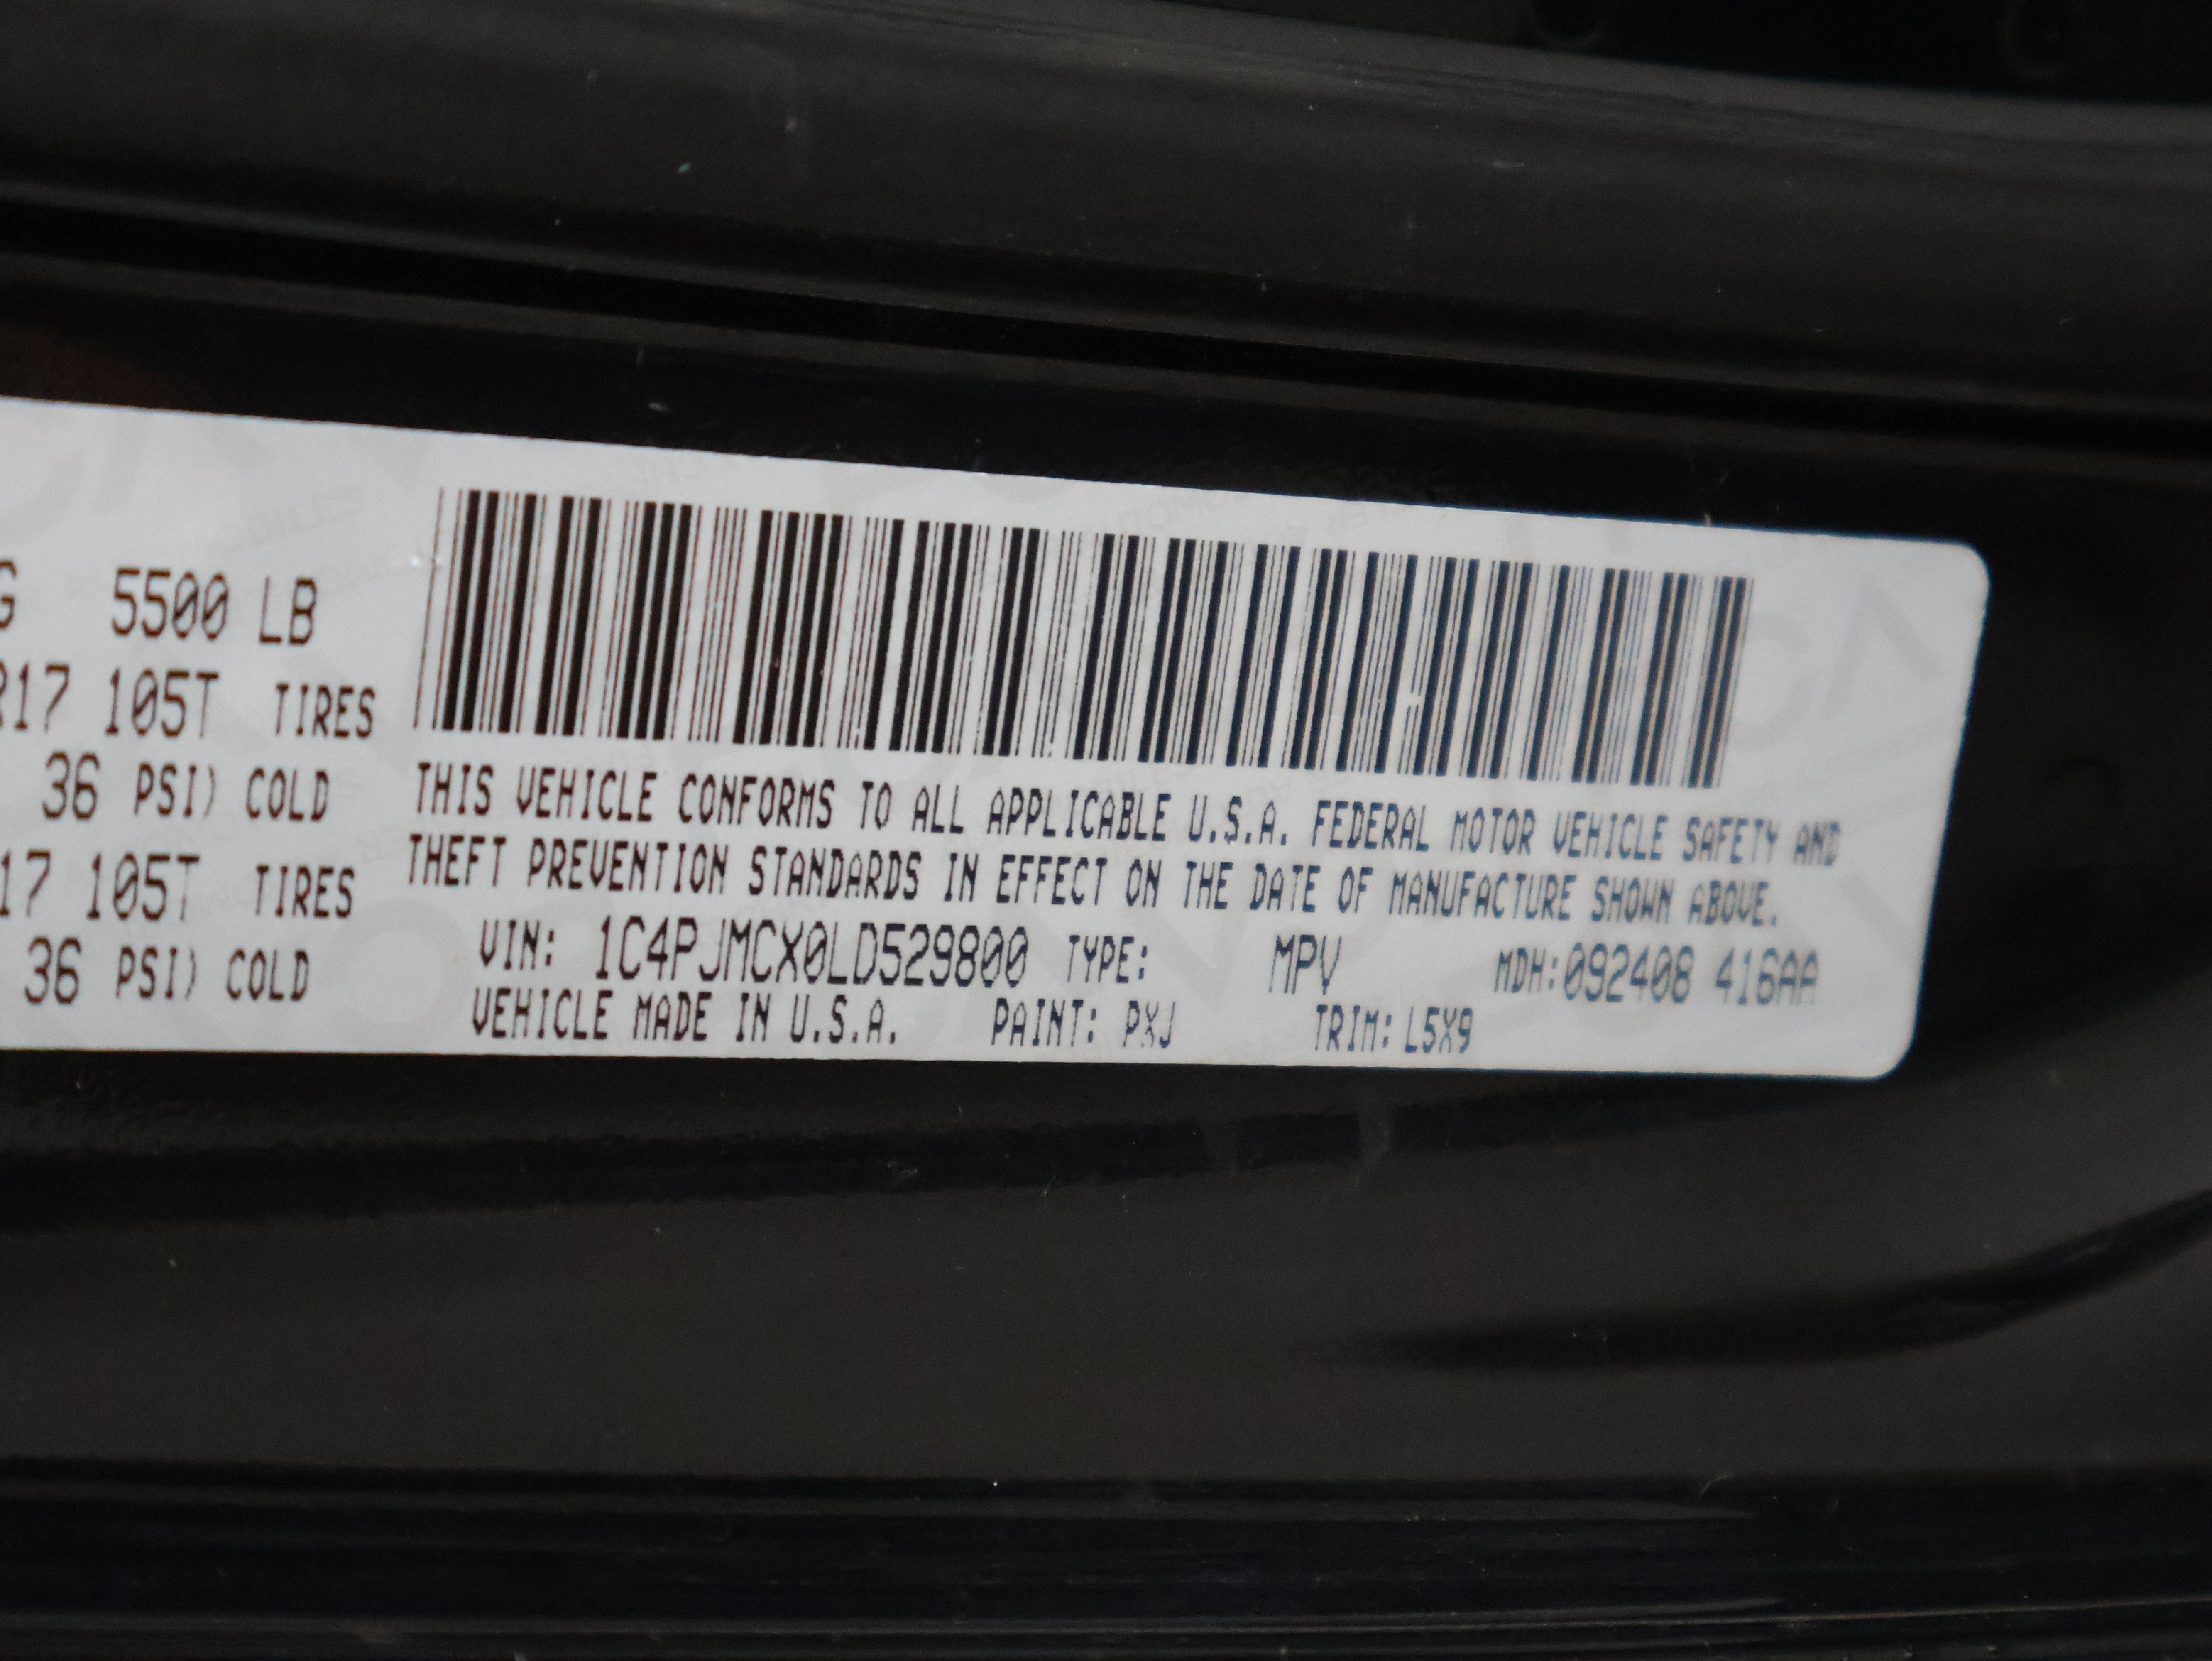 G 5500 LB
R17 105T TIRES
36 PSI) COLD
17 105T TIRES
36 PSI) COLD
THIS VEHICLE CONFORMS TO ALL APPLICABLE U.S.A. FEDERAL MOTOR VEHICLE SAFETY AND
THEFT PREVENTION STANDARDS IN EFFECT ON THE DATE OF MANUFACTURE SHOWN ABOVE.
VIN: 1C4PJMCX0LD529800 TYPE: MPV MDH:092408 416AA
VEHICLE MADE IN U.S.A. PAINT: PXJ TRIM: L5X9